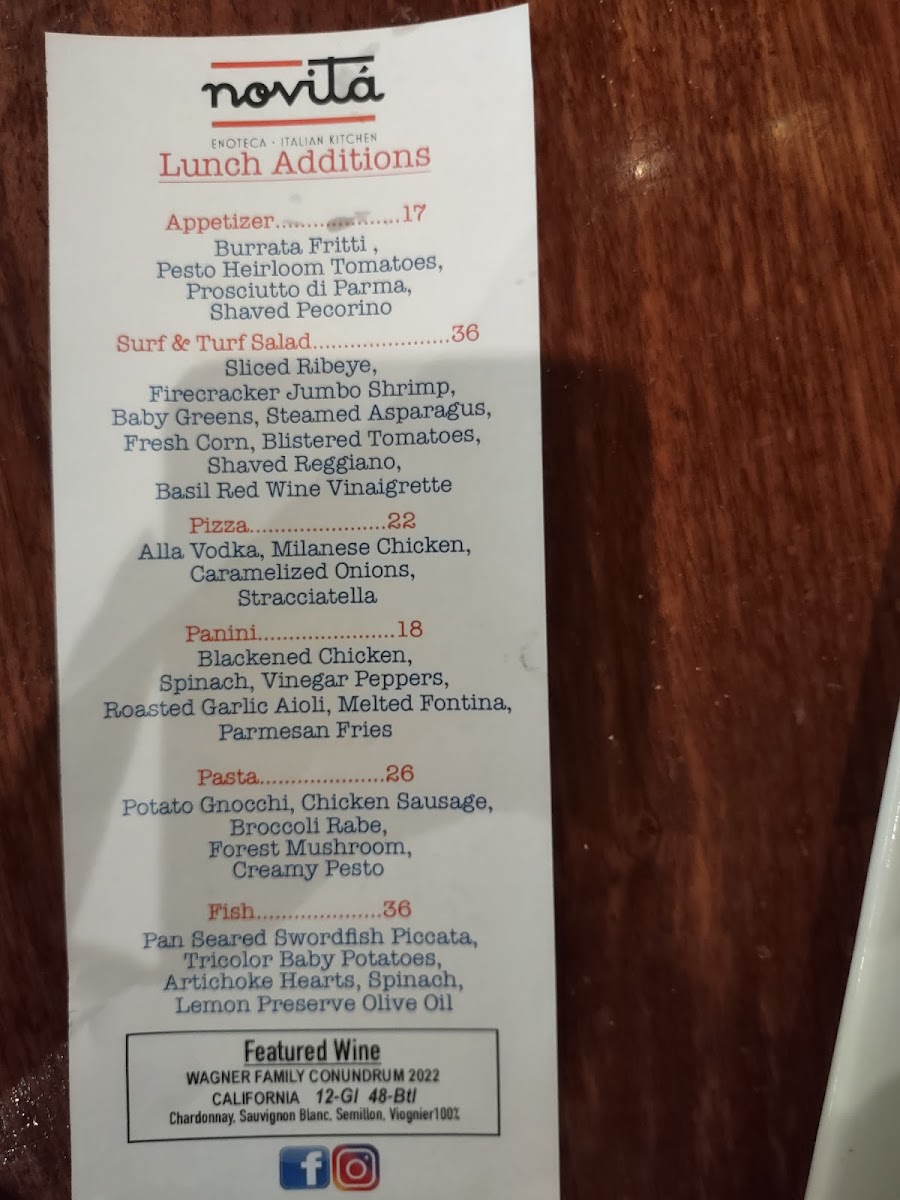 novitá
ENOTECA · ITALIAN KITCHEN
Lunch Additions
Appetizer....................17
Burrata Fritti ,
Pesto Heirloom Tomatoes,
Prosciutto di Parma,
Shaved Pecorino
Surf & Turf Salad......................36
Sliced Ribeye,
Firecracker Jumbo Shrimp,
Baby Greens, Steamed Asparagus,
Fresh Corn, Blistered Tomatoes,
Shaved Reggiano,
Basil Red Wine Vinaigrette
Pizza......................22
Alla Vodka, Milanese Chicken,
Caramelized Onions,
Stracciatella
Panini......................18
Blackened Chicken,
Spinach, Vinegar Peppers,
Roasted Garlic Aioli, Melted Fontina,
Parmesan Fries
Pasta....................26
Potato Gnocchi, Chicken Sausage,
Broccoli Rabe,
Forest Mushroom,
Creamy Pesto
Fish....................36
Pan Seared Swordfish Piccata,
Tricolor Baby Potatoes,
Artichoke Hearts, Spinach,
Lemon Preserve Olive Oil
Featured Wine
WAGNER FAMILY CONUNDRUM 2022
CALIFORNIA 12-Gl 48-Btl
Chardonnay, Sauvignon Blanc, Semillon, Viognier100%